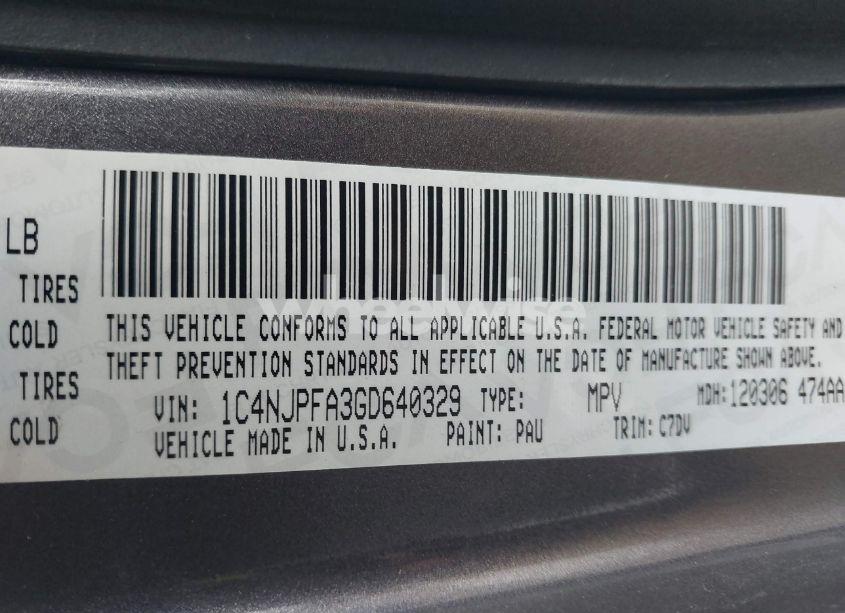 LB
TIRES
COLD
TIRES
COLD
wheelwise
THIS VEHICLE CONFORMS TO ALL APPLICABLE U.S.A. FEDERAL MOTOR VEHICLE SAFETY AND
THEFT PREVENTION STANDARDS IN EFFECT ON THE DATE OF MANUFACTURE SHOWN ABOVE.
VIN: 1C4NJPFA3GD640329 TYPE: MPV MDH:120306 474AA
VEHICLE MADE IN U.S.A. PAINT: PAU TRIM: C7DV